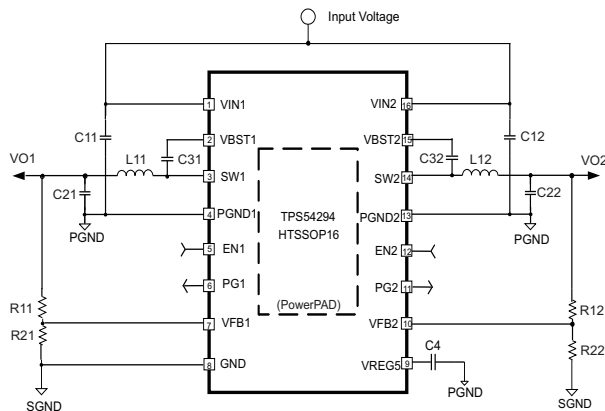 Input Voltage
VIN1
VIN2
1
16
C11
C12
VBST1
VBST2
2
15
VO1
L11
C31
C32
L12
VO2
SW1
SW2
3
14
C21
C22
PGND1
PGND2
4
13
TPS54294
HTSSOP16
PGND
PGND
EN1
EN2
5
12
PG1
PG2
6
11
(PowerPAD)
R11
R12
VFB1
VFB2
7
10
R21
R22
GND
VREG5
8
9
C4
PGND
SGND
SGND